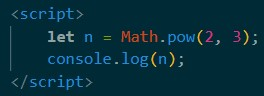 <script>
let n = Math.pow(2, 3);
console.log(n);
</script>